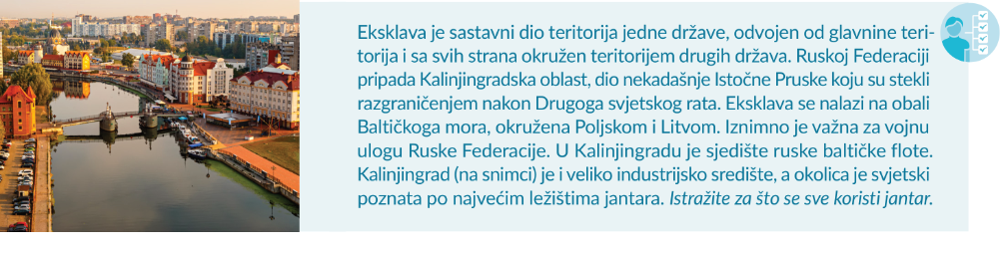 Eksklava je sastavni dio teritorija jedne države, odvojen od glavnine teri-
torija i sa svih strana okružen teritorijem drugih država. Ruskoj Federaciji
pripada Kalinjingradska oblast, dio nekadašnje Istočne Pruske koju su stekli
razgraničenjem nakon Drugoga svjetskog rata. Eksklava se nalazi na obali
Baltičkoga mora, okružena Poljskom i Litvom. Iznimno je važna za vojnu
ulogu Ruske Federacije. U Kalinjingradu je sjedište ruske baltičke flote.
Kalinjingrad (na snimci) je i veliko industrijsko središte, a okolica je svjetski
poznata po najvećim ležištima jantara. Istražite za što se sve koristi jantar.